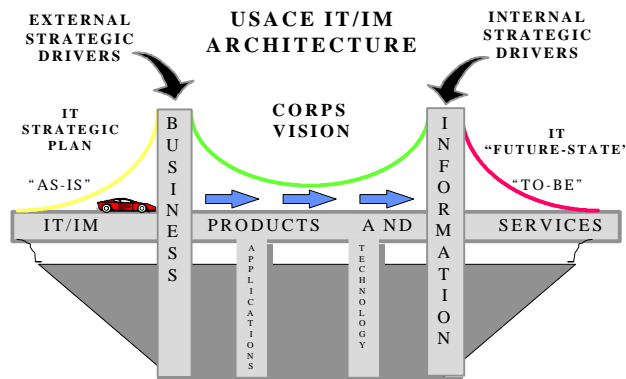 EXTERNAL
STRATEGIC
DRIVERS
USACE IT/IM
ARCHITECTURE
INTERNAL
STRATEGIC
DRIVERS
IT
STRATEGIC
PLAN
CORPS
VISION
IT
"FUTURE-STATE'
"AS-IS"
"TO-BE"
BUSINESS
INFORMATION
IT/IM PRODUCTS AND SERVICES
APPLICATIONS
TECHNOLOGY